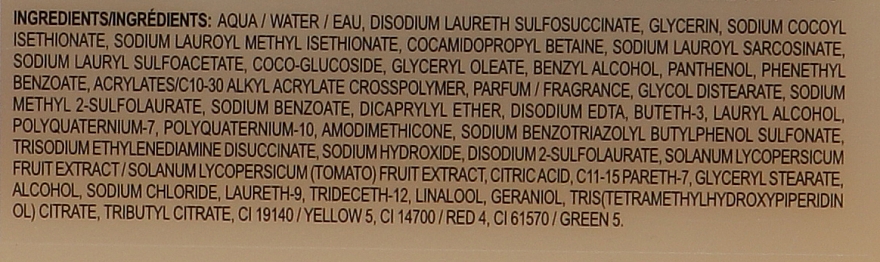 INGREDIENTS/INGRÉDIENTS: AQUA / WATER / EAU, DISODIUM LAURETH SULFOSUCCINATE, GLYCERIN, SODIUM COCOYL
ISETHIONATE, SODIUM LAUROYL METHYL ISETHIONATE, COCAMIDOPROPYL BETAINE, SODIUM LAUROYL SARCOSINATE,
SODIUM LAURYL SULFOACETATE, COCO-GLUCOSIDE, GLYCERYL OLEATE, BENZYL ALCOHOL, PANTHENOL, PHENETHYL
BENZOATE, ACRYLATES/C10-30 ALKYL ACRYLATE CROSSPOLYMER, PARFUM / FRAGRANCE, GLYCOL DISTEARATE, SODIUM
METHYL 2-SULFOLAURATE, SODIUM BENZOATE, DICAPRYLYL ETHER, DISODIUM EDTA, BUTETH-3, LAURYL ALCOHOL,
POLYQUATERNIUM-7, POLYQUATERNIUM-10, AMODIMETHICONE, SODIUM BENZOTRIAZOLYL BUTYLPHENOL SULFONATE,
TRISODIUM ETHYLENEDIAMINE DISUCCINATE, SODIUM HYDROXIDE, DISODIUM 2-SULFOLAURATE, SOLANUM LYCOPERSICUM
FRUIT EXTRACT / SOLANUM LYCOPERSICUM (TOMATO) FRUIT EXTRACT, CITRIC ACID, C11-15 PARETH-7, GLYCERYL STEARATE,
ALCOHOL, SODIUM CHLORIDE, LAURETH-9, TRIDECETH-12, LINALOOL, GERANIOL, TRIS(TETRAMETHYLHYDROXYPIPERIDIN
OL) CITRATE, TRIBUTYL CITRATE, CI 19140 / YELLOW 5, CI 14700 / RED 4, CI 61570 / GREEN 5.